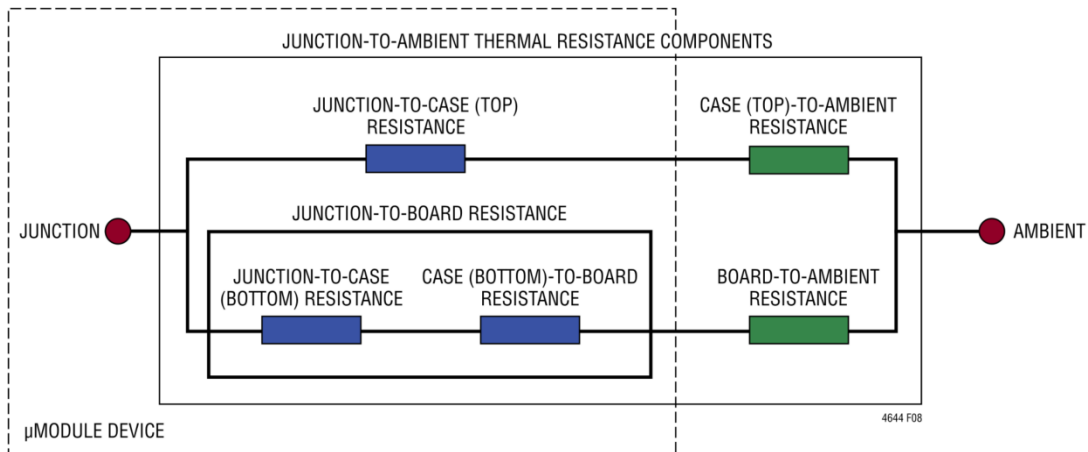 JUNCTION-TO-AMBIENT THERMAL RESISTANCE COMPONENTS
JUNCTION-TO-CASE (TOP)
RESISTANCE
CASE (TOP)-TO-AMBIENT
RESISTANCE
JUNCTION
JUNCTION-TO-BOARD RESISTANCE
AMBIENT
JUNCTION-TO-CASE
(BOTTOM) RESISTANCE
CASE (BOTTOM)-TO-BOARD
RESISTANCE
BOARD-TO-AMBIENT
RESISTANCE
4644 F08
µMODULE DEVICE